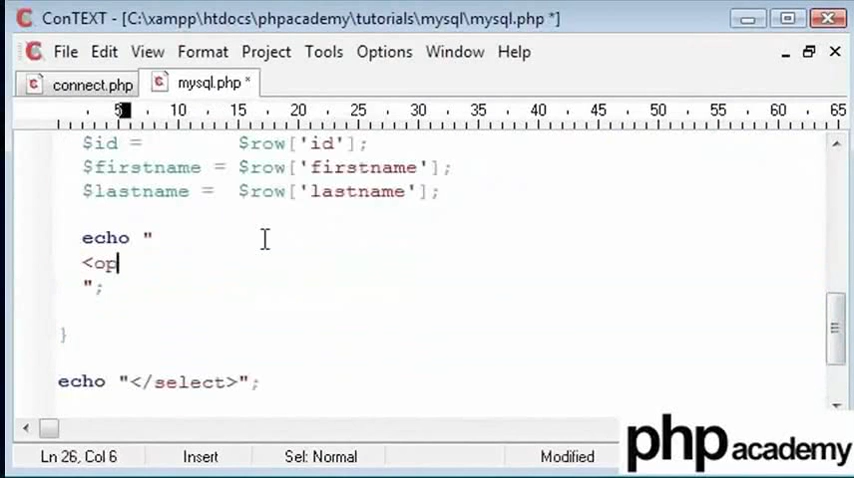 ConTEXT - [C:\xampp\htdocs\phpacademy\tutorials\mysql\mysql.php *]
File Edit View Format Project Tools Options Window Help
connect.php mysql.php *
5 10 15 20 25 30 35 40 45 50 55 60 65
$id = $row['id'];
$firstname = $row['firstname'];
$lastname = $row['lastname'];
echo "
<op
";
}
echo "</select>";
Ln 26, Col 6 Insert Sel: Normal Modified
php academy